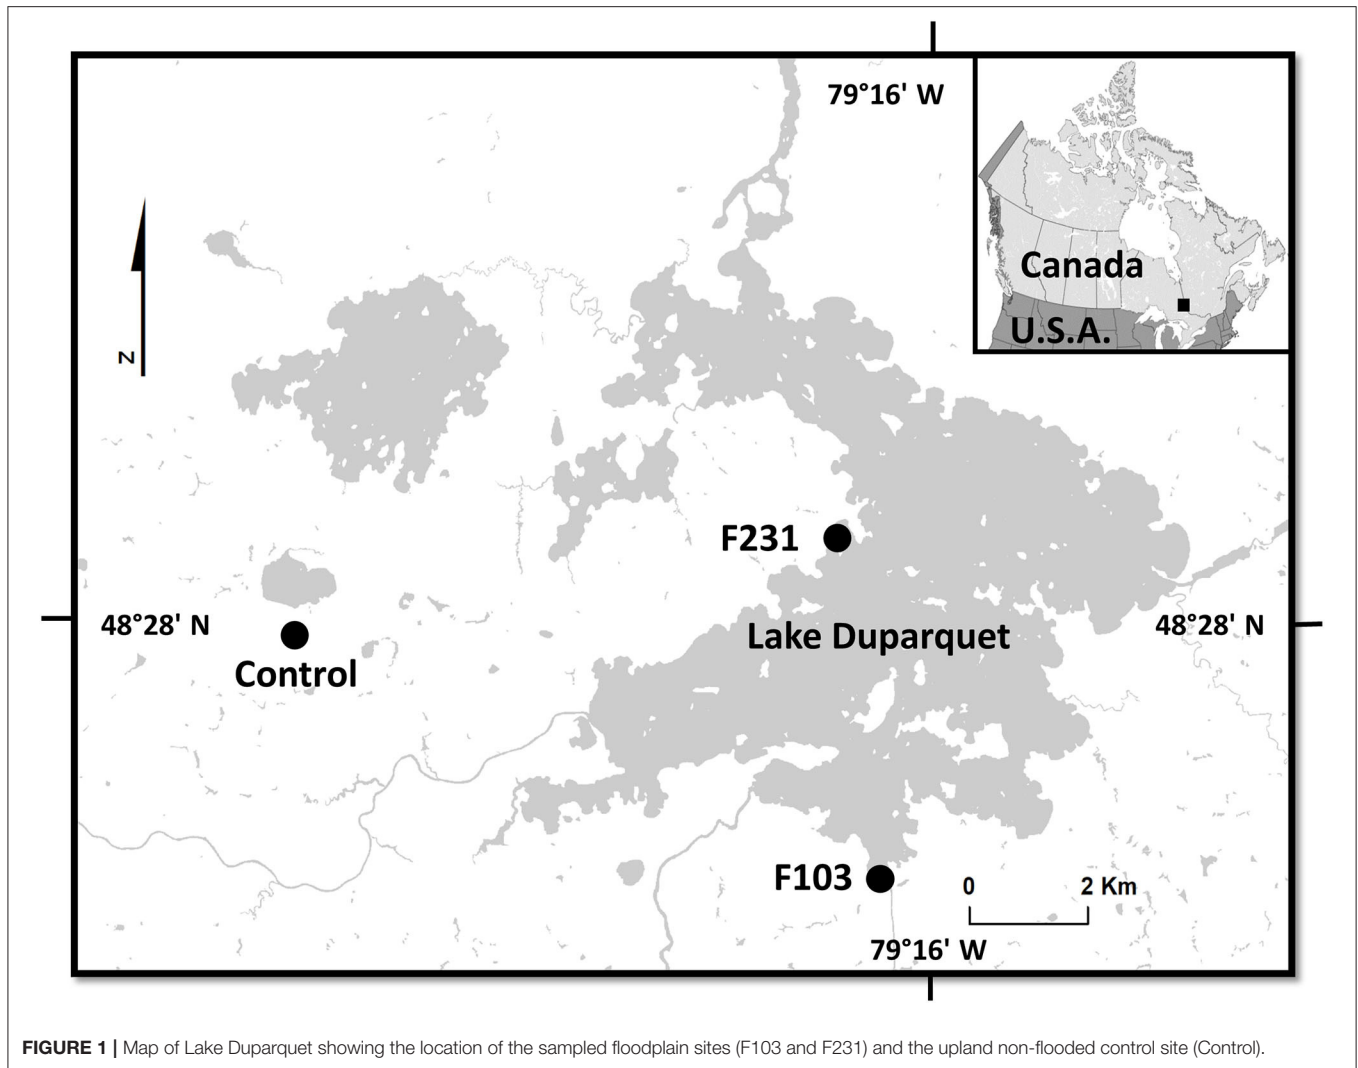 79°16' W
Canada
U.S.A.
N
F231
48°28' N
48°28' N
Lake Duparquet
Control
F103
0 2 Km
79°16' W
FIGURE 1 | Map of Lake Duparquet showing the location of the sampled floodplain sites (F103 and F231) and the upland non-flooded control site (Control).